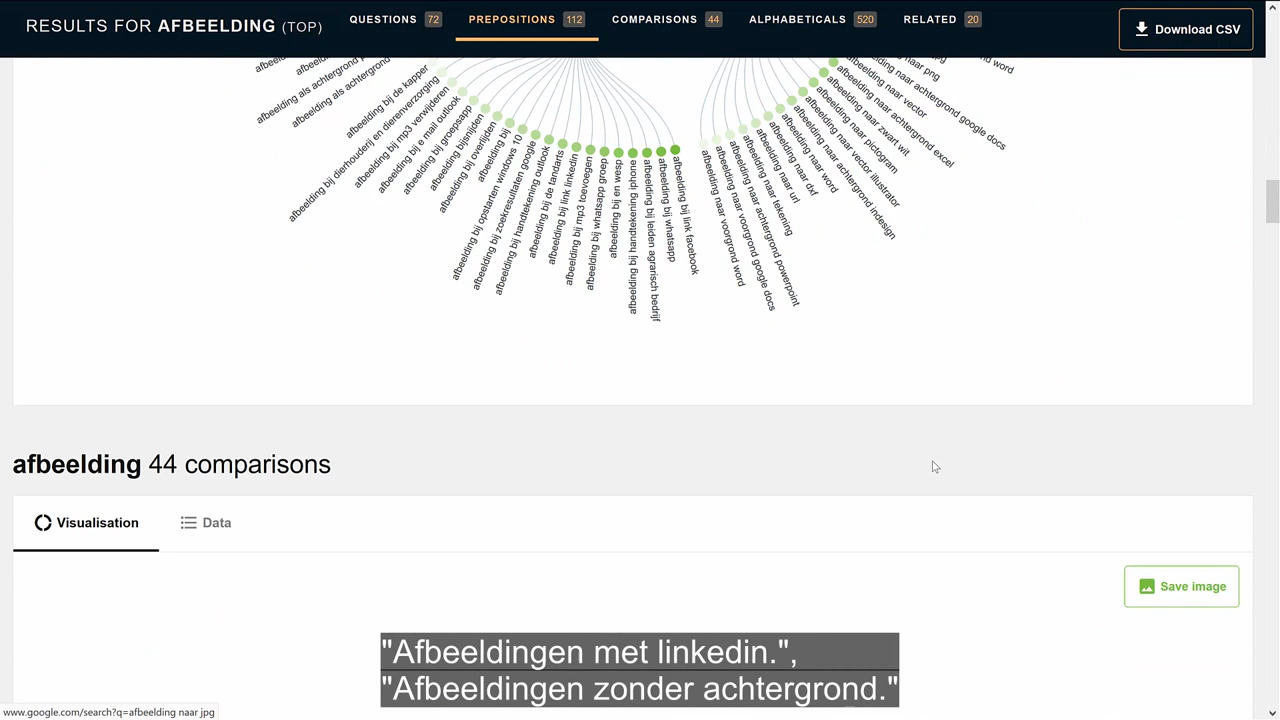 RESULTS FOR AFBEELDING (TOP)
QUESTIONS 72
PREPOSITIONS 112
COMPARISONS 44
ALPHABETICALS 520
RELATED 20
Download CSV
afbeelding als achtergrond
afbeelding bij de kapper
afbeelding bij dierhouderij en dierenverzorging
afbeelding bij mp3 verwijderen
afbeelding bij e mail outlook
afbeelding bij groepsapp
afbeelding bijsnijden
afbeelding bij overlijden
afbeelding bij
afbeelding bij opstarten windows 10
afbeelding bij zoekresultaten google
afbeelding bij handtekening outlook
afbeelding bij de tandarts
afbeelding bij link linkedin
afbeelding bij mp3 toevoegen
afbeelding bij whatsapp groep
afbeelding bij en wesp
afbeelding bij handtekening iphone
afbeelding bij leiden agrarisch bedrijf
afbeelding bij whatsapp
afbeelding bij link facebook
afbeelding naar voorgrond word
afbeelding naar voorgrond google docs
afbeelding naar achtergrond powerpoint
afbeelding naar tekening
afbeelding naar url
afbeelding naar dxf
afbeelding naar word
afbeelding naar achtergrond indesign
afbeelding naar vector illustrator
afbeelding naar pictogram
afbeelding naar zwart wit
afbeelding naar achtergrond excel
afbeelding naar vector
afbeelding naar achtergrond google docs
naar png
word
afbeelding 44 comparisons
Visualisation
Data
Save image
"Afbeeldingen met linkedin.",
"Afbeeldingen zonder achtergrond."
www.google.com/search?q=afbeelding naar jpg